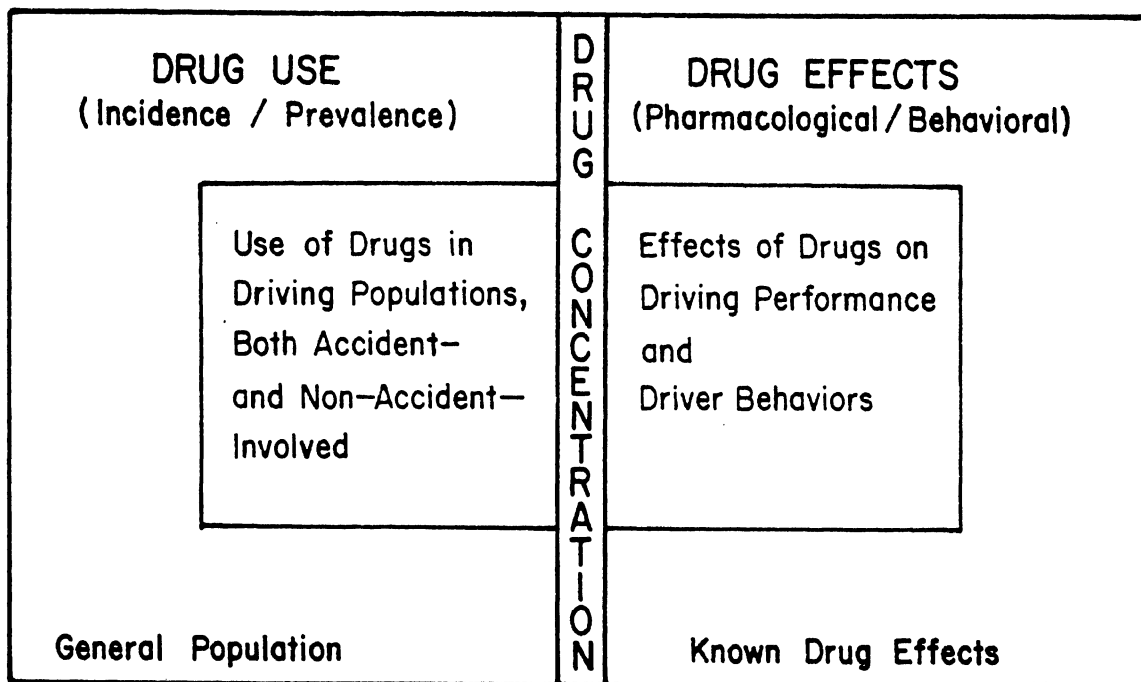 DRUG USE
(Incidence / Prevalence)
Use of Drugs in
Driving Populations,
Both Accident–
and Non–Accident–
Involved
General Population
DRUG CONCENTRATION
DRUG EFFECTS
(Pharmacological / Behavioral)
Effects of Drugs on
Driving Performance
and
Driver Behaviors
Known Drug Effects